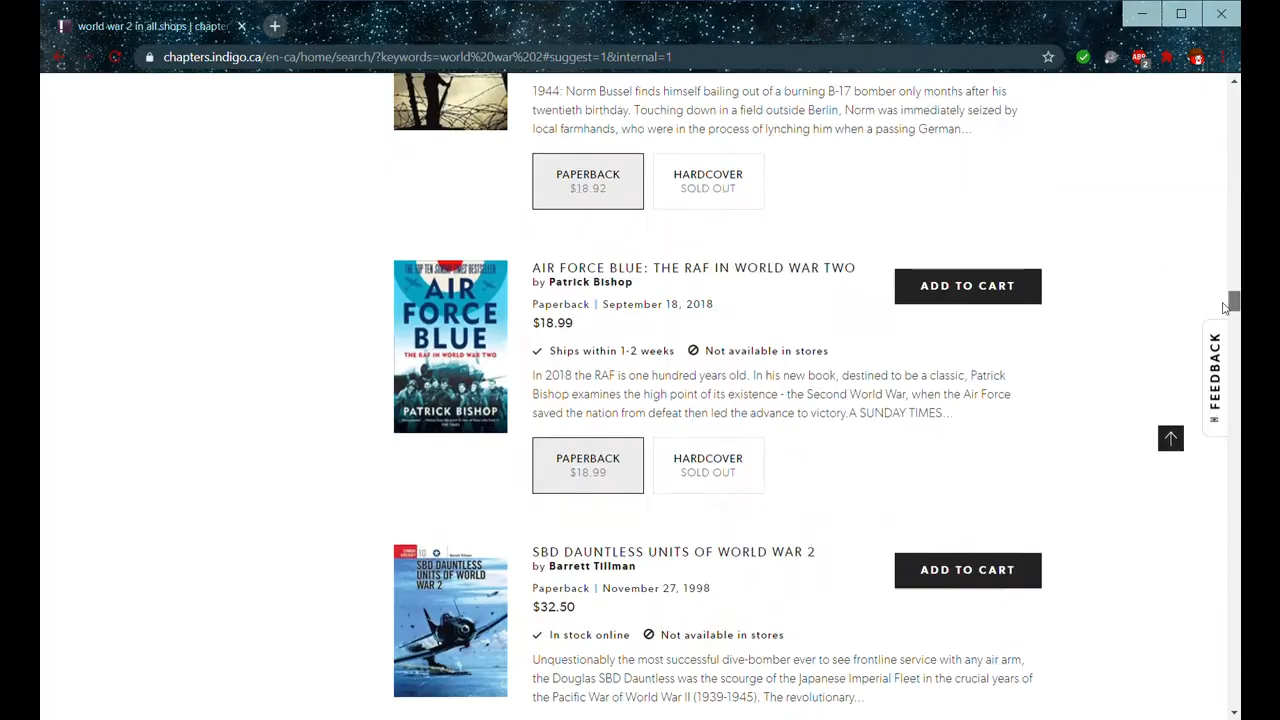 world war 2 in all shops | chapte
chapters.indigo.ca/en-ca/home/search/?keywords=world%20war%202#suggest=1&internal=1
ABP
2
1944: Norm Bussel finds himself bailing out of a burning B-17 bomber only months after his
twentieth birthday. Touching down in a field outside Berlin, Norm was immediately seized by
local farmhands, who were in the process of lynching him when a passing German...
PAPERBACK HARDCOVER
$18.92 SOLD OUT
THE TOP TEN SUNDAY TIMES BESTSELLER
AIR
FORCE
BLUE
THE RAF IN WORLD WAR TWO
PATRICK BISHOP
AIR FORCE BLUE: THE RAF IN WORLD WAR TWO
by Patrick Bishop
Paperback | September 18, 2018
$18.99
Ships within 1-2 weeks Not available in stores
In 2018 the RAF is one hundred years old. In his new book, destined to be a classic, Patrick
Bishop examines the high point of its existence - the Second World War, when the Air Force
saved the nation from defeat then led the advance to victory.A SUNDAY TIMES...
ADD TO CART
PAPERBACK HARDCOVER
$18.99 SOLD OUT
FEEDBACK
Barrett Tillman
SBD DAUNTLESS
UNITS OF WORLD
WAR 2
SBD DAUNTLESS UNITS OF WORLD WAR 2
by Barrett Tillman
Paperback | November 27, 1998
$32.50
In stock online Not available in stores
Unquestionably the most successful dive-bomber ever to see frontline service with any air arm,
the Douglas SBD Dauntless was the scourge of the Japanese Imperial Fleet in the crucial years of
the Pacific War of World War II (1939-1945). The revolutionary...
ADD TO CART